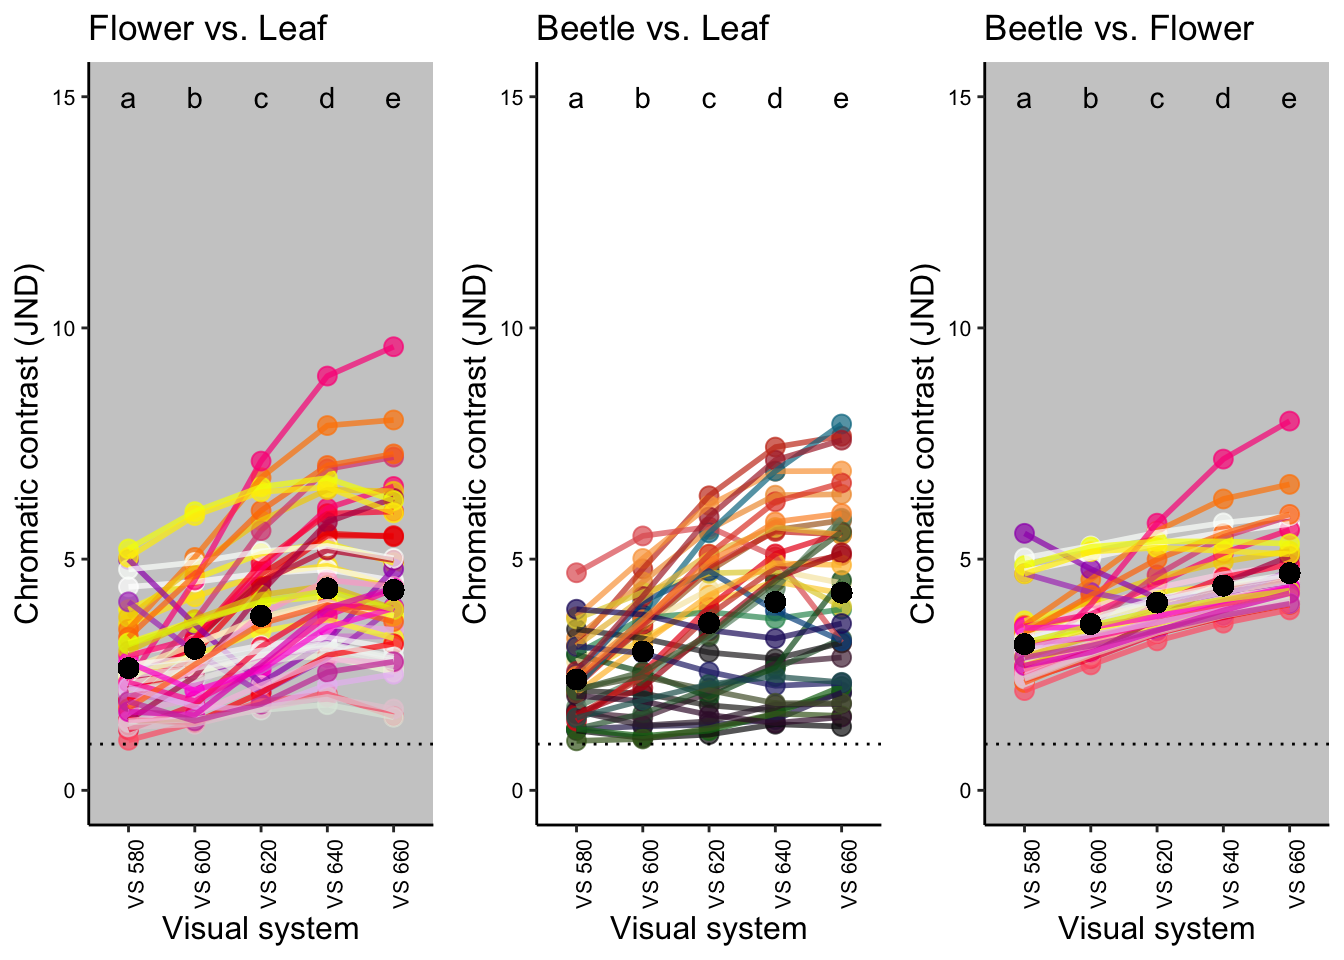 Flower vs. Leaf
Chromatic contrast (JND)
15
10
5
0
a b c d e
VS 580
VS 600
VS 620
VS 640
VS 660
Visual system
Beetle vs. Leaf
Chromatic contrast (JND)
15
10
5
0
a b c d e
VS 580
VS 600
VS 620
VS 640
VS 660
Visual system
Beetle vs. Flower
Chromatic contrast (JND)
15
10
5
0
a b c d e
VS 580
VS 600
VS 620
VS 640
VS 660
Visual system